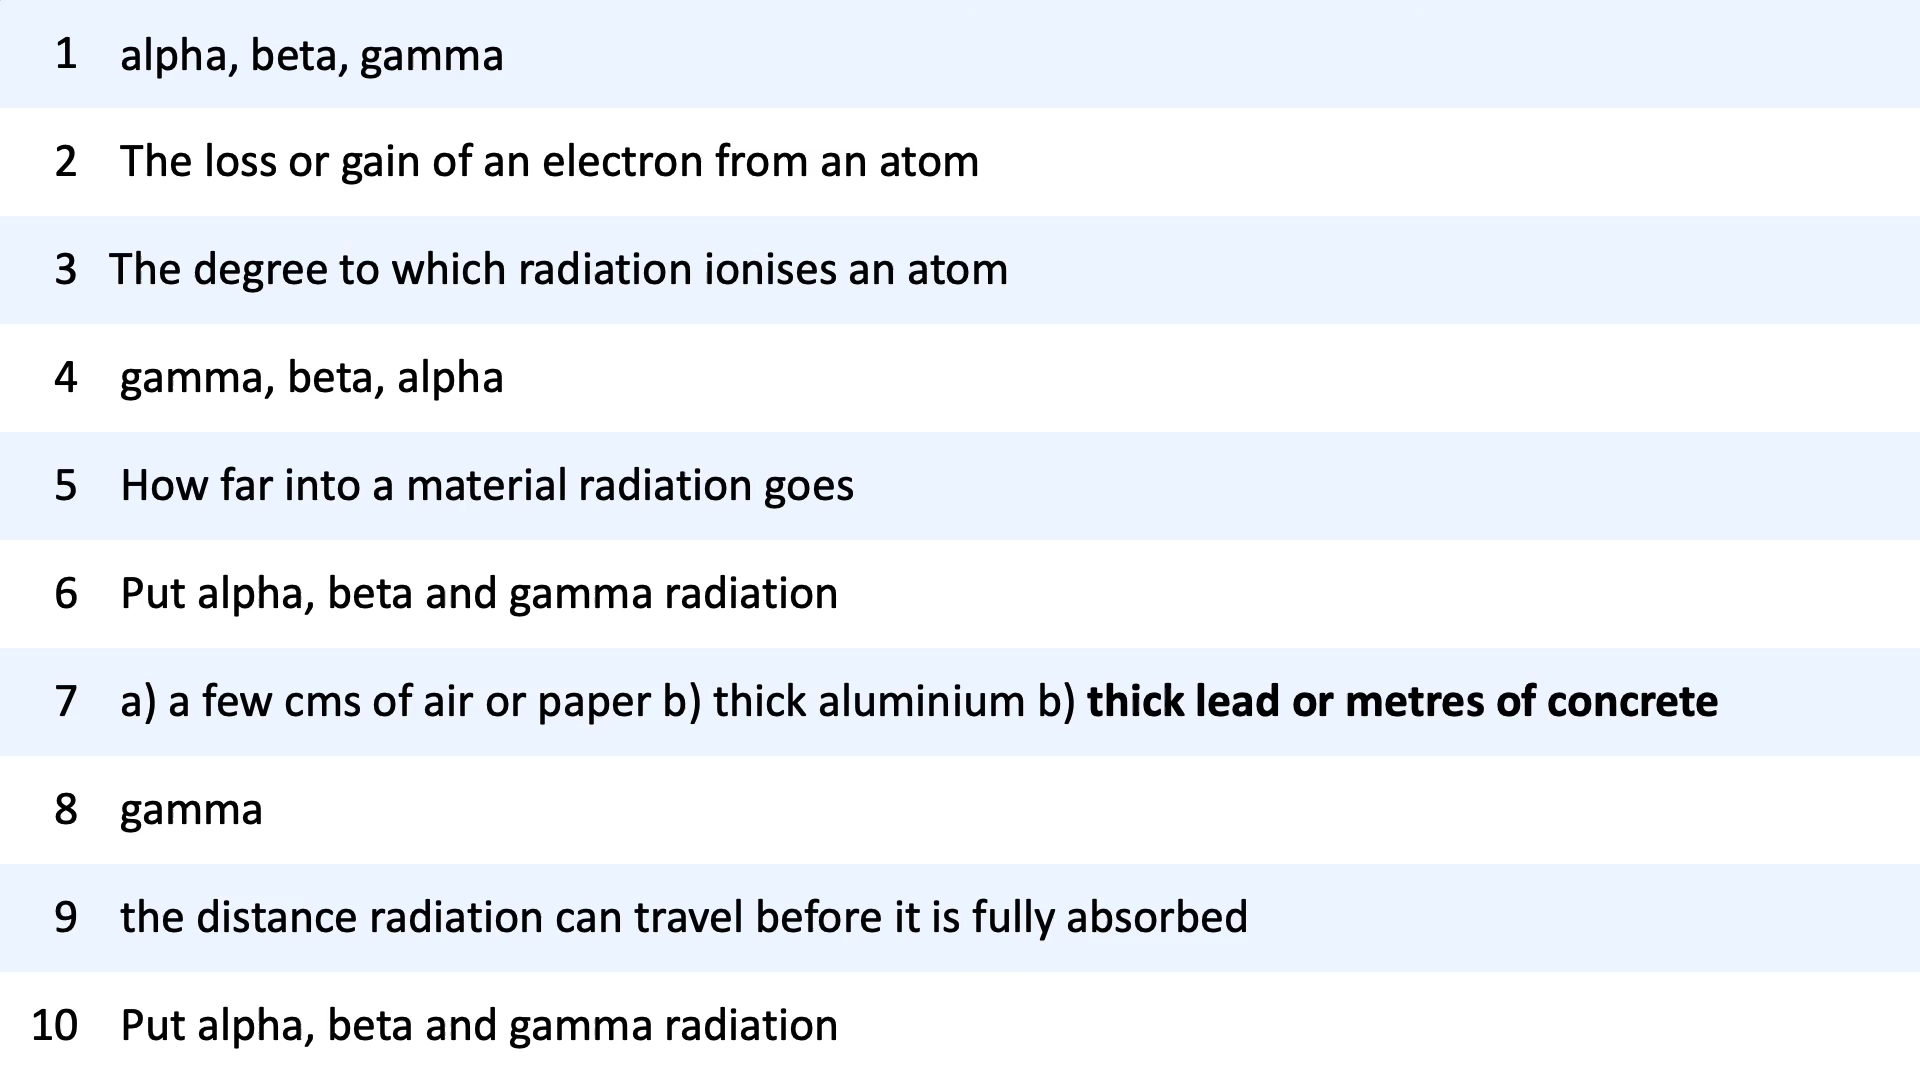 1 alpha, beta, gamma
2 The loss or gain of an electron from an atom
3 The degree to which radiation ionises an atom
4 gamma, beta, alpha
5 How far into a material radiation goes
6 Put alpha, beta and gamma radiation
7 a) a few cms of air or paper b) thick aluminium b) thick lead or metres of concrete
8 gamma
9 the distance radiation can travel before it is fully absorbed
10 Put alpha, beta and gamma radiation